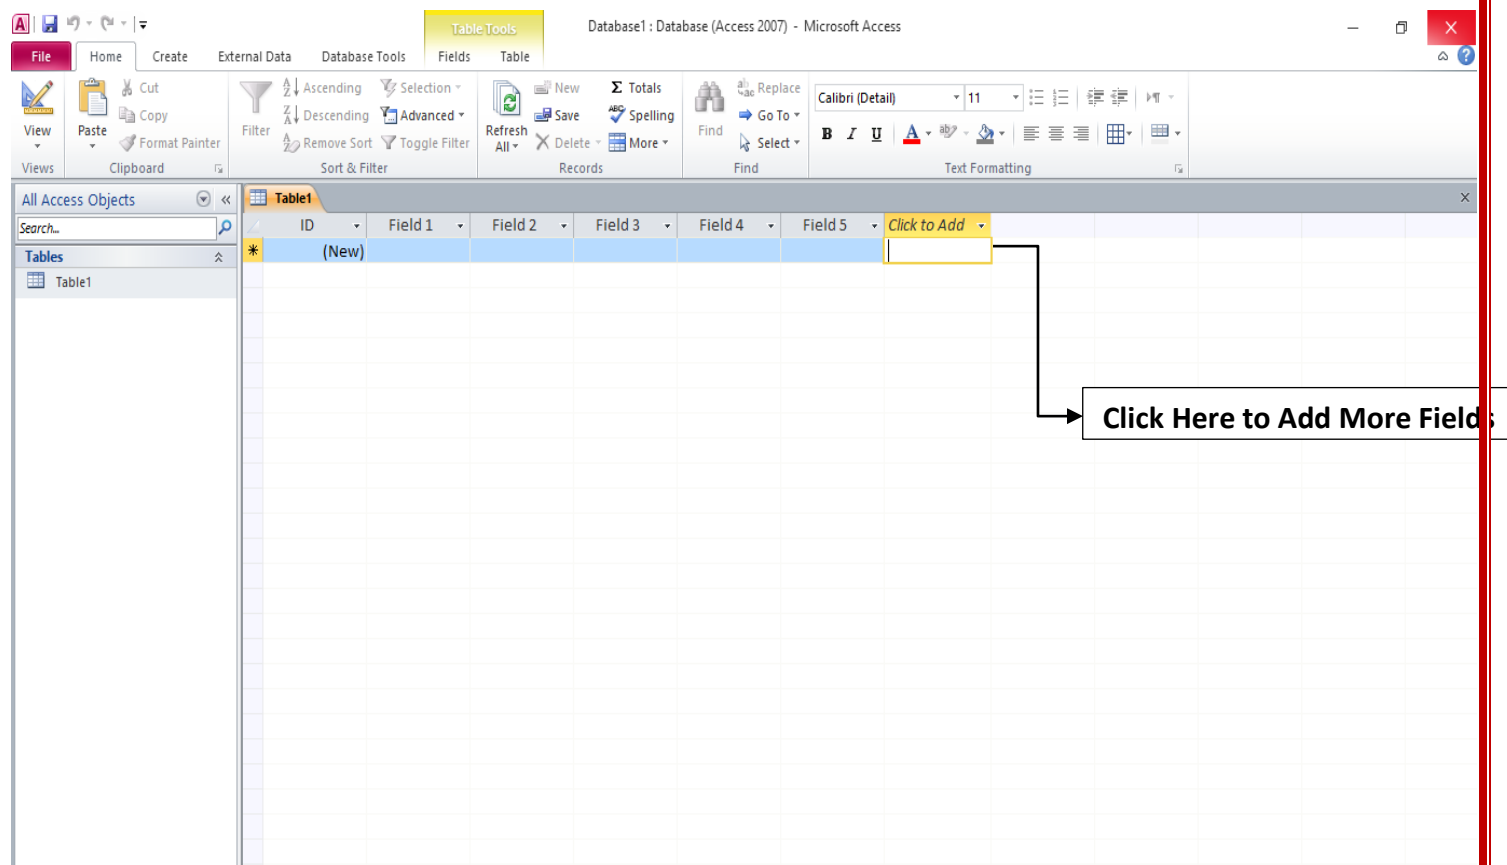 Table Tools
Database1 : Database (Access 2007) - Microsoft Access
File Home Create External Data Database Tools Fields Table
View
Views
Paste
Cut
Copy
Format Painter
Clipboard
Filter
Ascending
Descending
Remove Sort
Selection
Advanced
Toggle Filter
Sort & Filter
Refresh
All
New
Save
Delete
Totals
Spelling
More
Records
Find
Replace
Go To
Select
Find
Calibri (Detail) 11
B I U A
Text Formatting
All Access Objects
Search...
Tables
Table1
Table1
ID Field 1 Field 2 Field 3 Field 4 Field 5 Click to Add
(New)
Click Here to Add More Fields